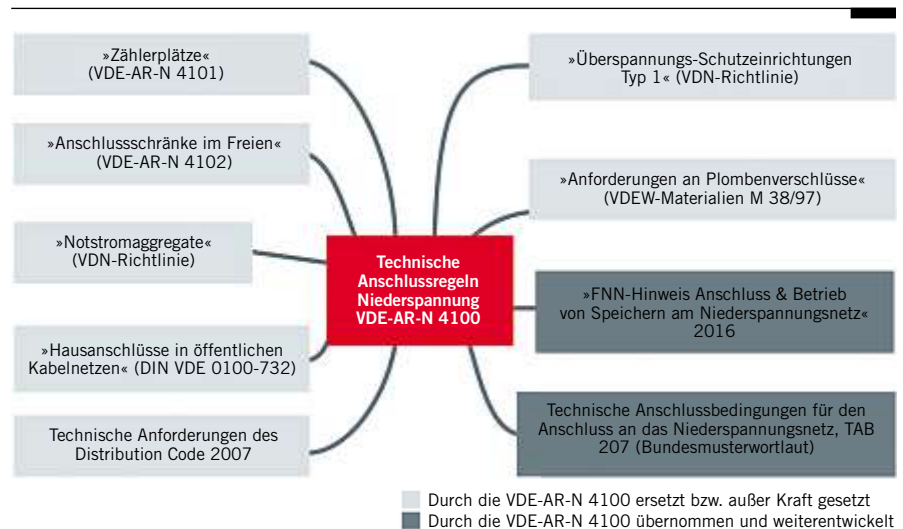 »Zählerplätze«
(VDE-AR-N 4101)
»Anschlussschränke im Freien«
(VDE-AR-N 4102)
»Notstromaggregate«
(VDN-Richtlinie)
»Hausanschlüsse in öffentlichen
Kabelnetzen« (DIN VDE 0100-732)
Technische Anforderungen des
Distribution Code 2007
Technische
Anschlussregeln
Niederspannung
VDE-AR-N 4100
»Überspannungs-Schutzeinrichtungen
Typ 1« (VDN-Richtlinie)
»Anforderungen an Plombenverschlüsse«
(VDEW-Materialien M 38/97)
»FNN-Hinweis Anschluss & Betrieb
von Speichern am Niederspannungsnetz«
2016
Technische Anschlussbedingungen für den
Anschluss an das Niederspannungsnetz, TAB
207 (Bundesmusterwortlaut)
Durch die VDE-AR-N 4100 ersetzt bzw. außer Kraft gesetzt
Durch die VDE-AR-N 4100 übernommen und weiterentwickelt